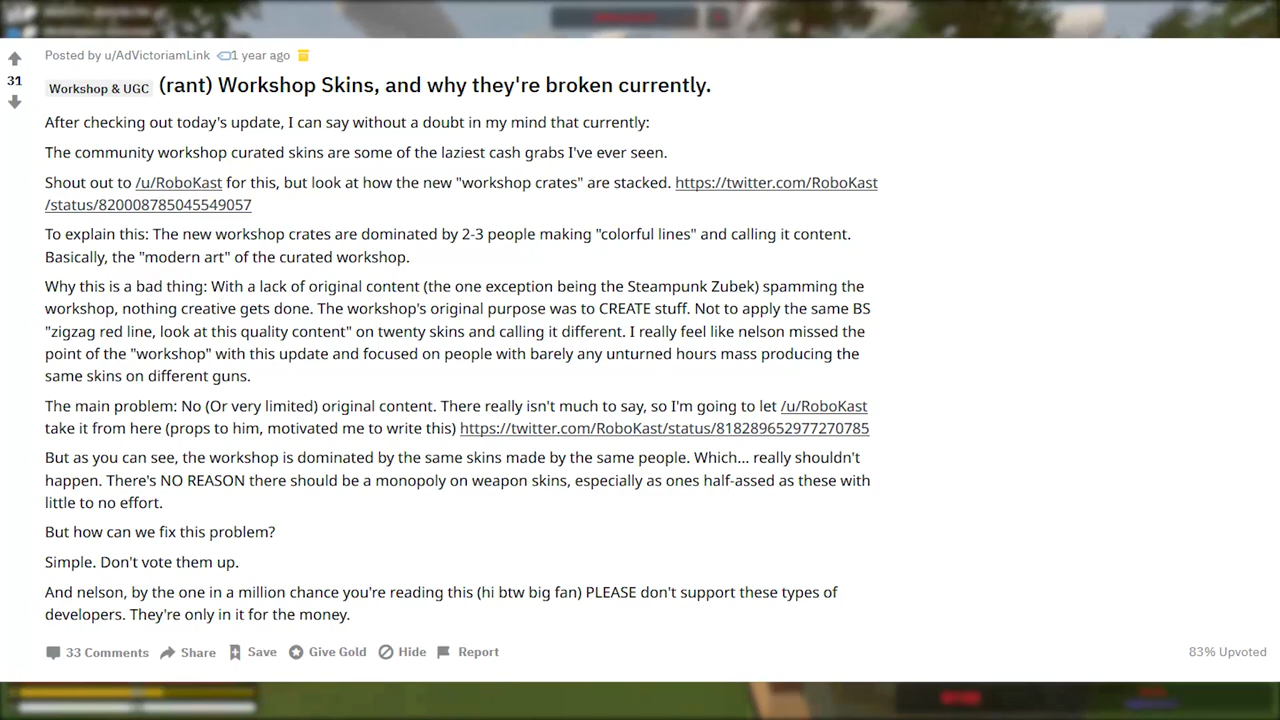 Posted by u/AdVictoriamLink 1 year ago
31
Workshop & UGC (rant) Workshop Skins, and why they're broken currently.
After checking out today's update, I can say without a doubt in my mind that currently:
The community workshop curated skins are some of the laziest cash grabs I've ever seen.
Shout out to /u/RoboKast for this, but look at how the new "workshop crates" are stacked. https://twitter.com/RoboKast
/status/820008785045549057
To explain this: The new workshop crates are dominated by 2-3 people making "colorful lines" and calling it content.
Basically, the "modern art" of the curated workshop.
Why this is a bad thing: With a lack of original content (the one exception being the Steampunk Zubek) spamming the
workshop, nothing creative gets done. The workshop's original purpose was to CREATE stuff. Not to apply the same BS
"zigzag red line, look at this quality content" on twenty skins and calling it different. I really feel like nelson missed the
point of the "workshop" with this update and focused on people with barely any unturned hours mass producing the
same skins on different guns.
The main problem: No (Or very limited) original content. There really isn't much to say, so I'm going to let /u/RoboKast
take it from here (props to him, motivated me to write this) https://twitter.com/RoboKast/status/818289652977270785
But as you can see, the workshop is dominated by the same skins made by the same people. Which... really shouldn't
happen. There's NO REASON there should be a monopoly on weapon skins, especially as ones half-assed as these with
little to no effort.
But how can we fix this problem?
Simple. Don't vote them up.
And nelson, by the one in a million chance you're reading this (hi btw big fan) PLEASE don't support these types of
developers. They're only in it for the money.
33 Comments Share Save Give Gold Hide Report 83% Upvoted